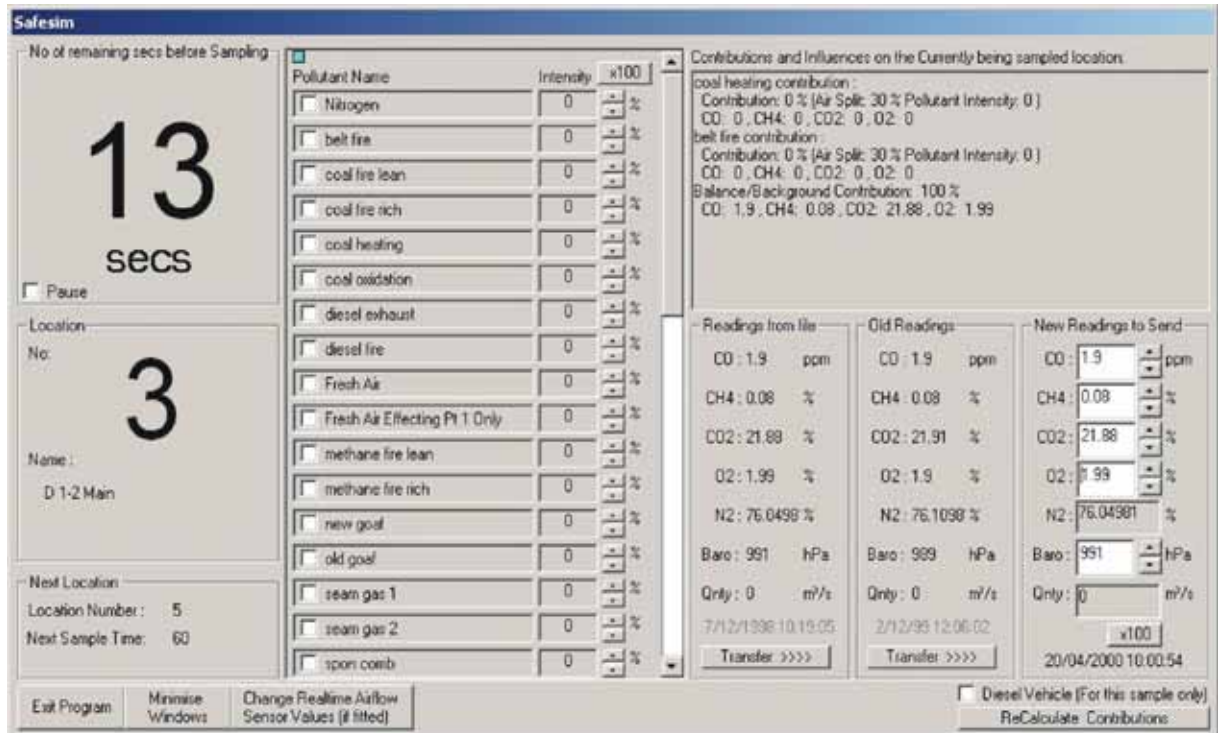 Safesim
No of remaining secs before Sampling
13
secs
Pause
Location
No:
3
Name :
D 1-2 Main
Next Location
Location Number : 5
Next Sample Time: 60
Pollutant Name Intensity x100
Nitrogen 0 %
belt fire 0 %
coal fire lean 0 %
coal fire rich 0 %
coal heating 0 %
coal oxidation 0 %
diesel exhaust 0 %
diesel fire 0 %
Fresh Air 0 %
Fresh Air Effecting Pt 1 Only 0 %
methane fire lean 0 %
methane fire rich 0 %
new goaf 0 %
old goaf 0 %
seam gas 1 0 %
seam gas 2 0 %
spon comb 0 %
Contributions and Influences on the Currently being sampled location:
coal heating contribution :
Contribution: 0 % (Air Split: 30 % Pollutant Intensity: 0 )
CO: 0 , CH4: 0 , CO2: 0 , O2: 0
belt fire contribution :
Contribution: 0 % (Air Split: 30 % Pollutant Intensity: 0 )
CO: 0 , CH4: 0 , CO2: 0 , O2: 0
Balance/Background Contribution: 100 %
CO: 1.9 , CH4: 0.08 , CO2: 21.88 , O2: 1.99
Readings from file
CO : 1.9 ppm
CH4 : 0.08 %
CO2 : 21.88 %
O2 : 1.99 %
N2 : 76.0498 %
Baro : 991 hPa
Qnty : 0 m³/s
7/12/1998 10:19:05
Transfer >>>>
Old Readings
CO : 1.9 ppm
CH4 : 0.08 %
CO2 : 21.91 %
O2 : 1.9 %
N2 : 76.1098 %
Baro : 989 hPa
Qnty : 0 m³/s
2/12/99 12:06:02
Transfer >>>>
New Readings to Send
CO : 1.9 ppm
CH4 : 0.08 %
CO2 : 21.88 %
O2 : 1.99 %
N2 : 76.04981 %
Baro : 991 hPa
Qnty : 0 m³/s
x100
20/04/2000 10:00:54
Exit Program
Minimise
Windows
Change Realtime Airflow
Sensor Values (if fitted)
Diesel Vehicle (For this sample only)
ReCalculate Contributions